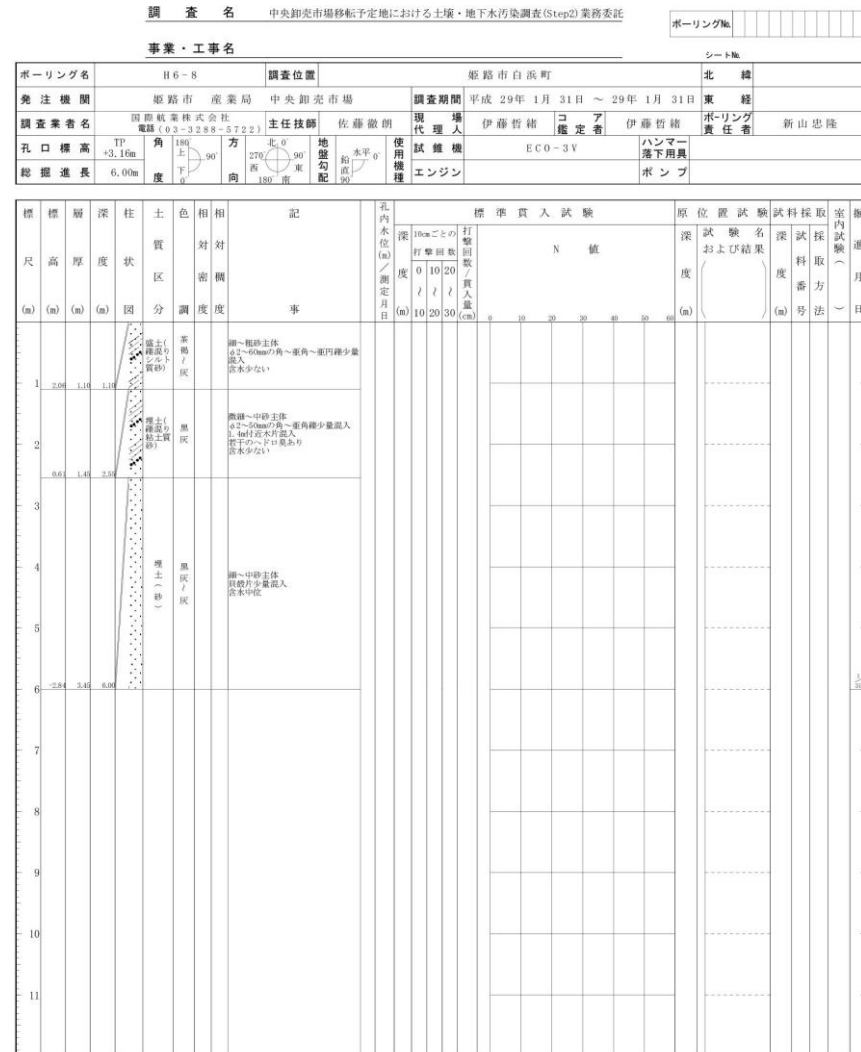 調査名 中央卸売市場移転予定地における土壌・地下水汚染調査(Step2)業務委託
ボーリング№
事業・工事名
シート№
ボーリング名 H6-8 調査位置 姫路市白浜町 北緯
発注機関 姫路市 産業局 中央卸売市場 調査期間 平成 29年 1月 31日 ~ 29年 1月 31日 東経
調査業者名 国際航業株式会社 電話(03-3288-5722) 主任技師 佐藤徹朗 現場代理人 伊藤哲緒 コア鑑定者 伊藤哲緒 ボーリング責任者 新山忠隆
孔口標高 TP +3.16m 角度 180° 上 90° 下 0° 方向 北 0° 270° 西 90° 東 180° 南 地盤勾配 水平 0° 鉛直 90° 使用機種 試錐機 ECO-3V ハンマー落下用具
総掘進長 6.00m エンジン ポンプ
標尺(m) 標高(m) 層厚(m) 深度(m) 柱状図 土質区分 色調 相対密度 相対稠度 記事 孔内水位(m)/測定月日 標準貫入試験 原位置試験 試料採取 室内試験( ) 掘進月日
深度(m) 10cmごとの打撃回数 0~10 10~20 20~30 打撃回数/貫入量(cm) N 値 深度(m) 試験名および結果 深度(m) 試料番号 採取方法
0 10 20 30 40 50 60
盛土(礫混りシルト質砂) 茶褐~灰
細~粗砂主体
φ2~60mmの角~亜角~亜円礫少量混入
含水少ない
1 2.06 1.10 1.10
埋土(礫混り粘土質砂) 黒灰
微細~中砂主体
φ2~50mmの角~亜角礫少量混入
1.4m付近木片混入
若干のヘドロ臭あり
含水少ない
2
0.61 1.45 2.55
3
4
埋土(砂) 黒灰~灰
細~中砂主体
貝殻片少量混入
含水中位
5
6 -2.84 3.45 6.00
7
8
9
10
11